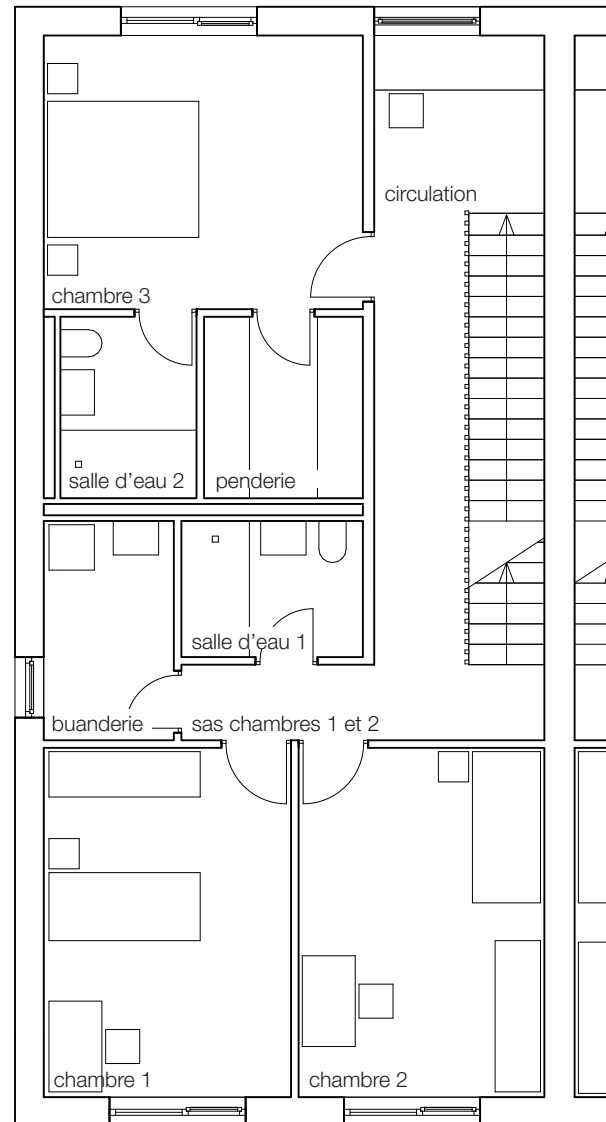 circulation
chambre 3
salle d’eau 2
penderie
salle d’eau 1
buanderie
sas chambres 1 et 2
chambre 1
chambre 2